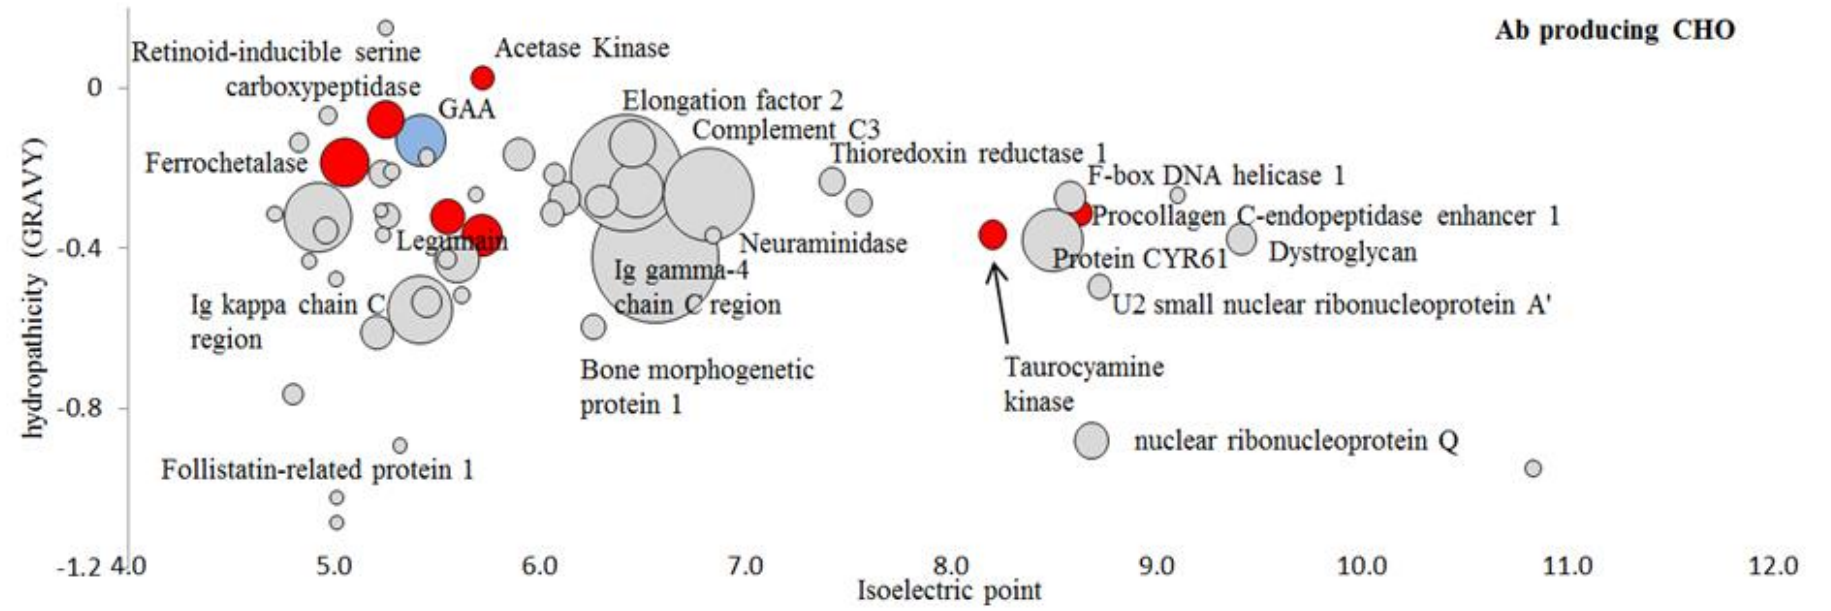 Ab producing CHO
Retinoid-inducible serine
carboxypeptidase
Acetase Kinase
0
GAA
Elongation factor 2
Complement C3
Ferrochetalase
Thioredoxin reductase 1
F-box DNA helicase 1
Procollagen C-endopeptidase enhancer 1
hydropathicity (GRAVY)
-0.4
Legumain
Neuraminidase
Dystroglycan
Protein CYR61
Ig gamma-4
chain C region
Ig kappa chain C
region
U2 small nuclear ribonucleoprotein A'
Bone morphogenetic
protein 1
Taurocyamine
kinase
-0.8
nuclear ribonucleoprotein Q
Follistatin-related protein 1
-1.2
4.0 5.0 6.0 7.0 8.0 9.0 10.0 11.0 12.0
Isoelectric point